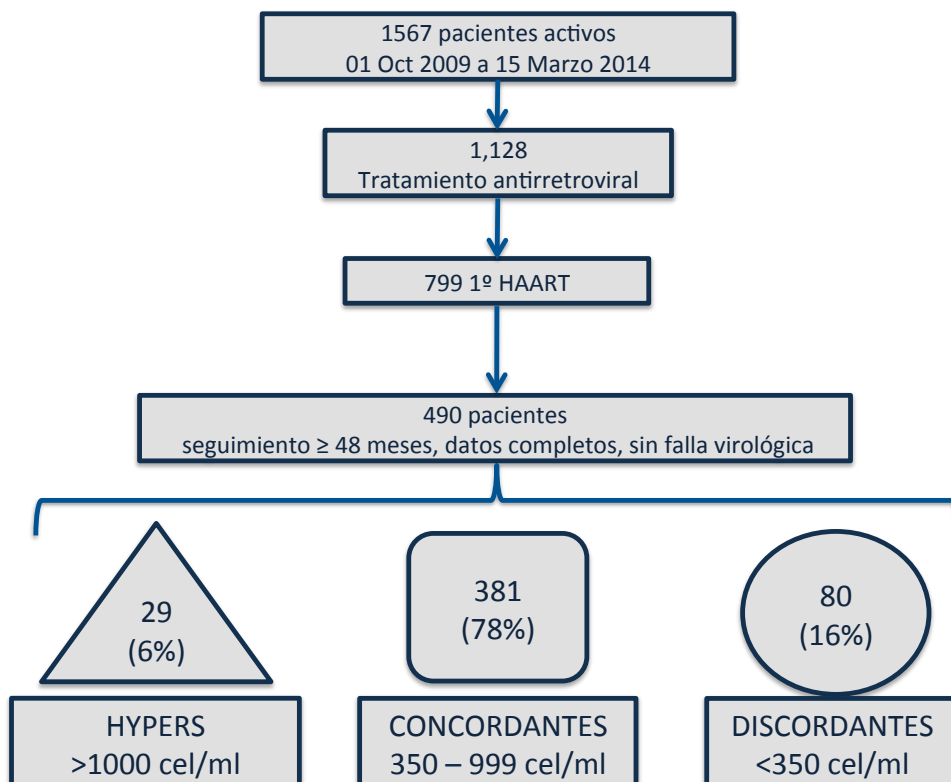 1567 pacientes activos
01 Oct 2009 a 15 Marzo 2014
1,128
Tratamiento antirretroviral
799 1º HAART
490 pacientes
seguimiento ≥ 48 meses, datos completos, sin falla virológica
29
(6%)
381
(78%)
80
(16%)
HYPERS
>1000 cel/ml
CONCORDANTES
350 – 999 cel/ml
DISCORDANTES
<350 cel/ml